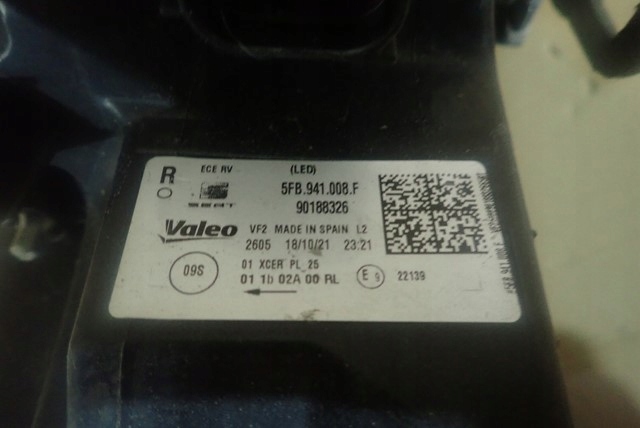 R ECE RV (LED)
5FB.941.008.F
SEAT 90188326
Valeo VF2 MADE IN SPAIN L2
2605 18/10/21 23:21
09S 01 XCER PL 25
01 1b 02A 00 RL E9 22139